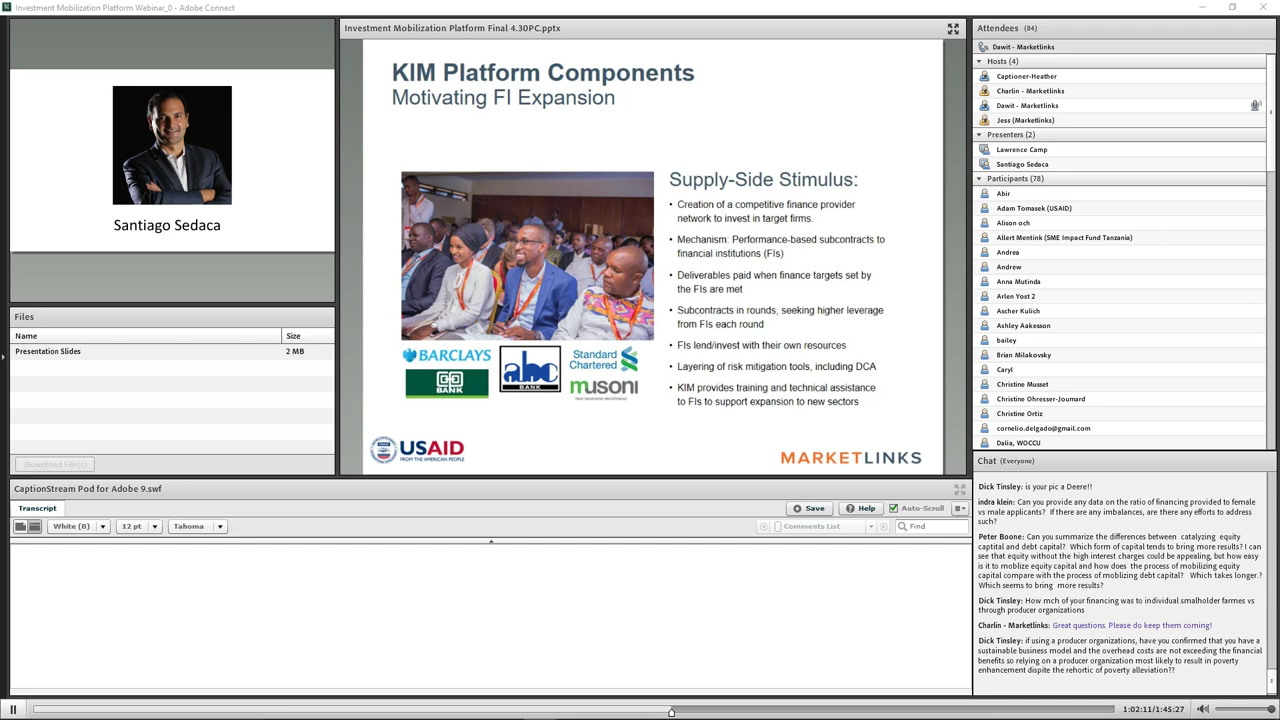 Investment Mobilization Platform Webinar_0 - Adobe Connect
Santiago Sedaca
Files
Name Size
Presentation Slides 2 MB
Download File(s)
Investment Mobilization Platform Final 4.30PC.pptx
KIM Platform Components
Motivating FI Expansion
Supply-Side Stimulus:
• Creation of a competitive finance provider
network to invest in target firms.
• Mechanism: Performance-based subcontracts to
financial institutions (FIs)
• Deliverables paid when finance targets set by
the FIs are met
• Subcontracts in rounds, seeking higher leverage
from FIs each round
• FIs lend/invest with their own resources
• Layering of risk mitigation tools, including DCA
• KIM provides training and technical assistance
to FIs to support expansion to new sectors
BARCLAYS
BANK
abc
BANK
Standard
Chartered
musoni
USAID
FROM THE AMERICAN PEOPLE
MARKETLINKS
CaptionStream Pod for Adobe 9.swf
Transcript
Save
Help
Auto-Scroll
White (B)
12 pt
Tahoma
Comments List
Find
Attendees (84)
Dawit - Marketlinks
Hosts (4)
Captioner-Heather
Charlin - Marketlinks
Dawit - Marketlinks
Jess (Marketlinks)
Presenters (2)
Lawrence Camp
Santiago Sedaca
Participants (78)
Abir
Adam Tomasek (USAID)
Alison och
Allert Mentink (SME Impact Fund Tanzania)
Andrea
Andrew
Anna Mutinda
Arlen Yost 2
Ascher Kulich
Ashley Aakesson
bailey
Brian Milakovsky
Caryl
Christine Musset
Christine Ohresser-Joumard
Christine Ortiz
cornelio.delgado@gmail.com
Dalia, WOCCU
Chat (Everyone)
Dick Tinsley: is your pic a Deere!!
indra klein: Can you provide any data on the ratio of financing provided to female
vs male applicants? If there are any imbalances, are there any efforts to address
such?
Peter Boone: Can you summarize the differences between catalyzing equity
captital and debt capital? Which form of capital tends to bring more results? I can
see that equity without the high interest charges could be appealing, but how easy
is it to moblize equity capital and how does the process of mobilizing equity
capital compare with the process of moblizing debt capital? Which takes longer.?
Which seems to bring more results?
Dick Tinsley: How mch of your financing was to individual smalholder farmes vs
through producer organizations
Charlin - Marketlinks: Great questions. Please do keep them coming!
Dick Tinsley: if using a producer organizations, have you confirmed that you have a
sustainable business model and the overhead costs are not exceeding the financial
benefits so relying on a producer organization most likely to result in poverty
enhancement dispite the rehortic of poverty alleviation??
1:02:11/1:45:27